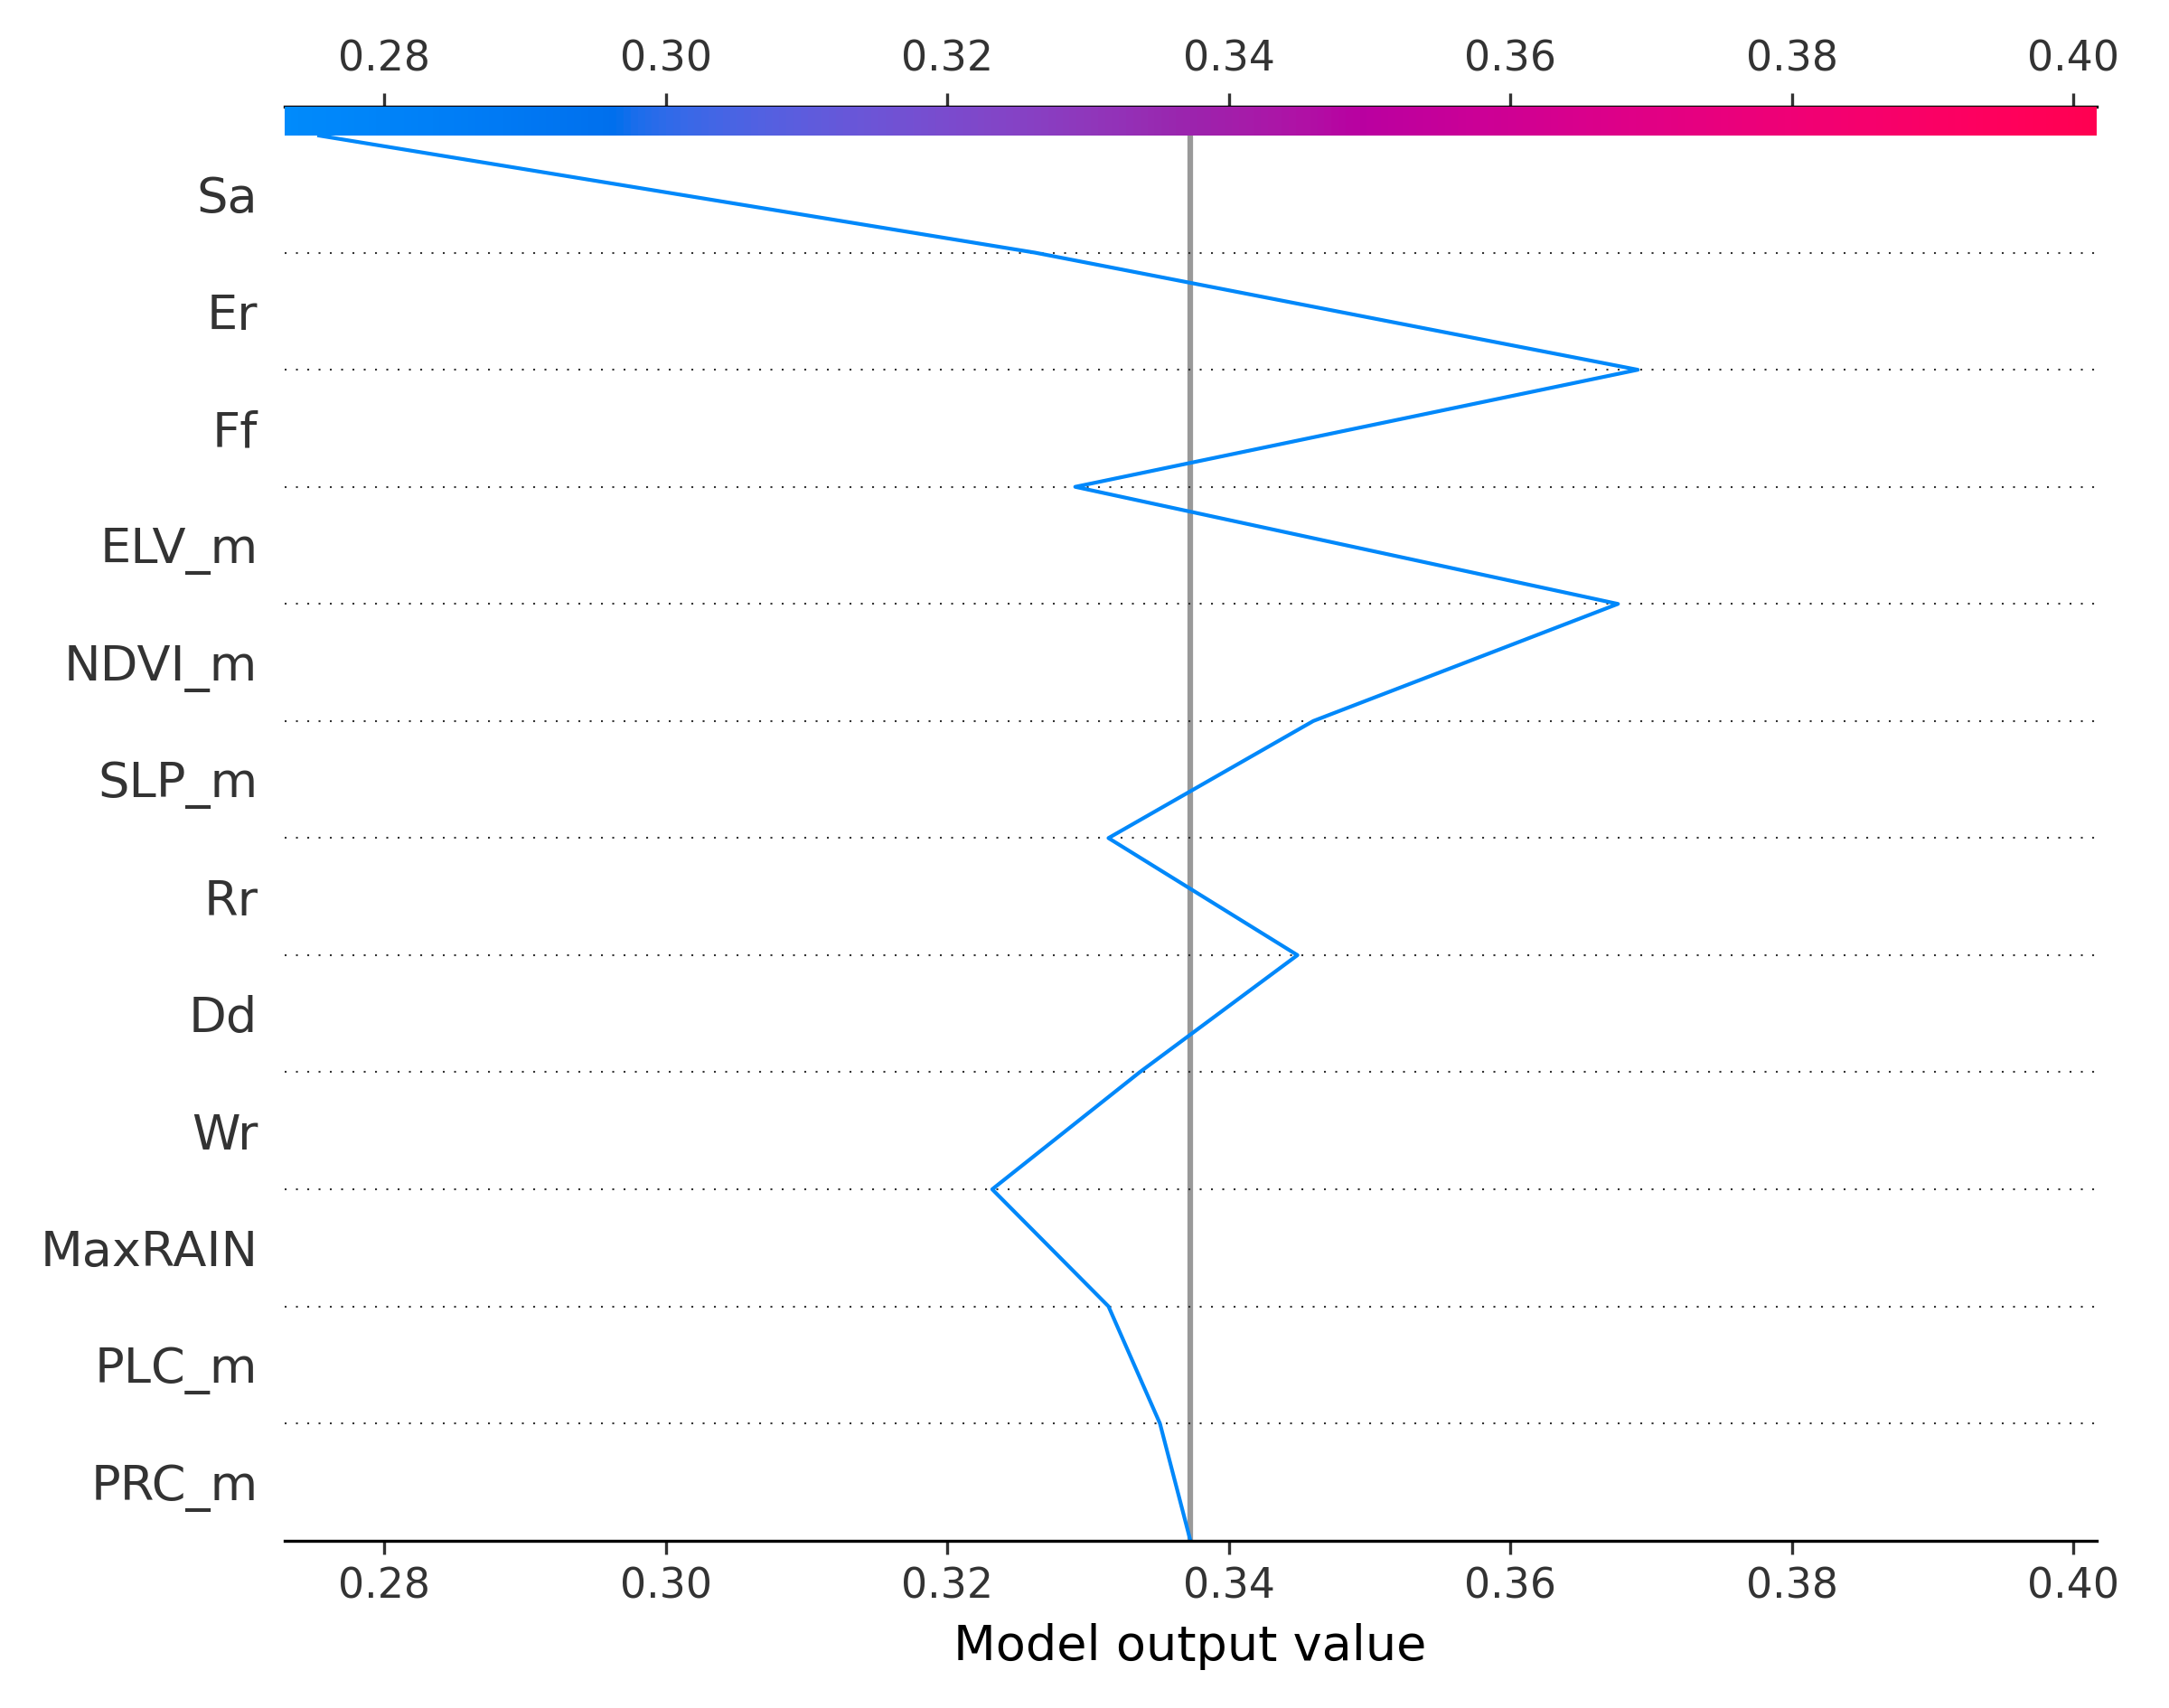 0.28 0.30 0.32 0.34 0.36 0.38 0.40
Sa
Er
Ff
ELV_m
NDVI_m
SLP_m
Rr
Dd
Wr
MaxRAIN
PLC_m
PRC_m
0.28 0.30 0.32 0.34 0.36 0.38 0.40
Model output value